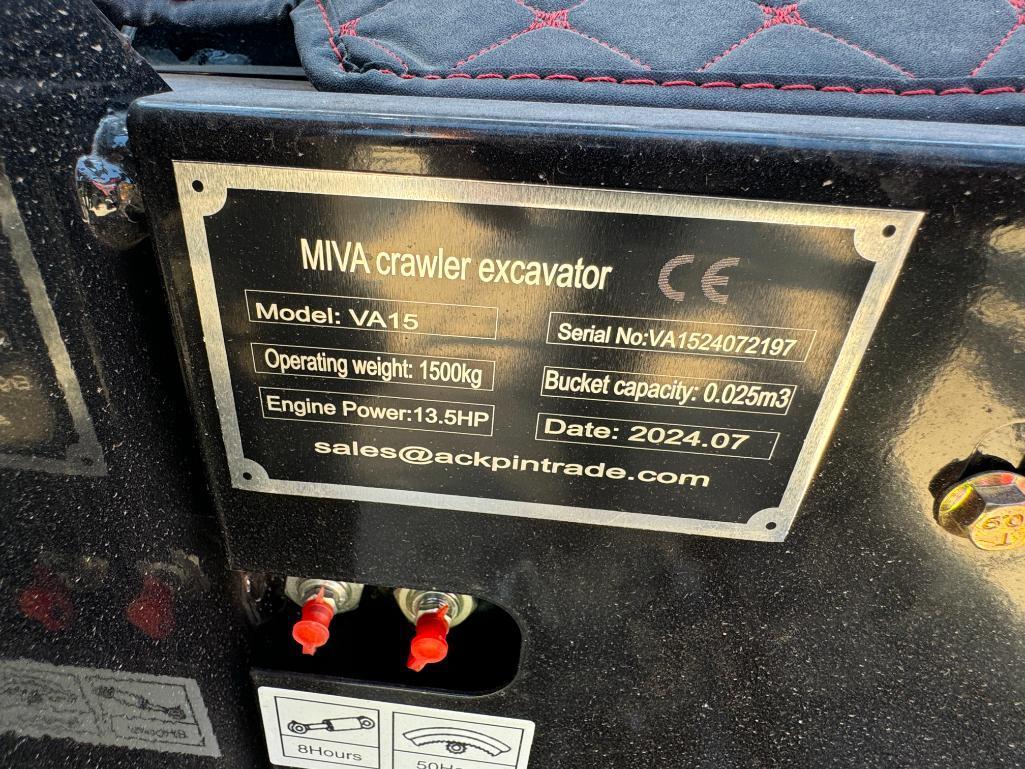 MIVA crawler excavator CE
Model: VA15
Serial No:VA1524072197
Operating weight: 1500kg
Bucket capacity: 0.025m3
Engine Power:13.5HP
Date: 2024.07
sales@ackpintrade.com
8Hours